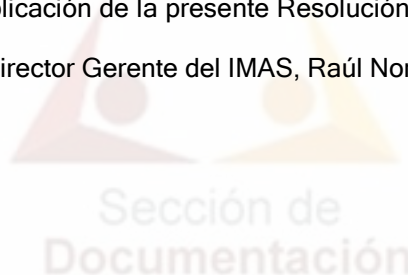 plicación de la presente Resolución
irector Gerente del IMAS, Raúl Nor
Sección de
Documentación